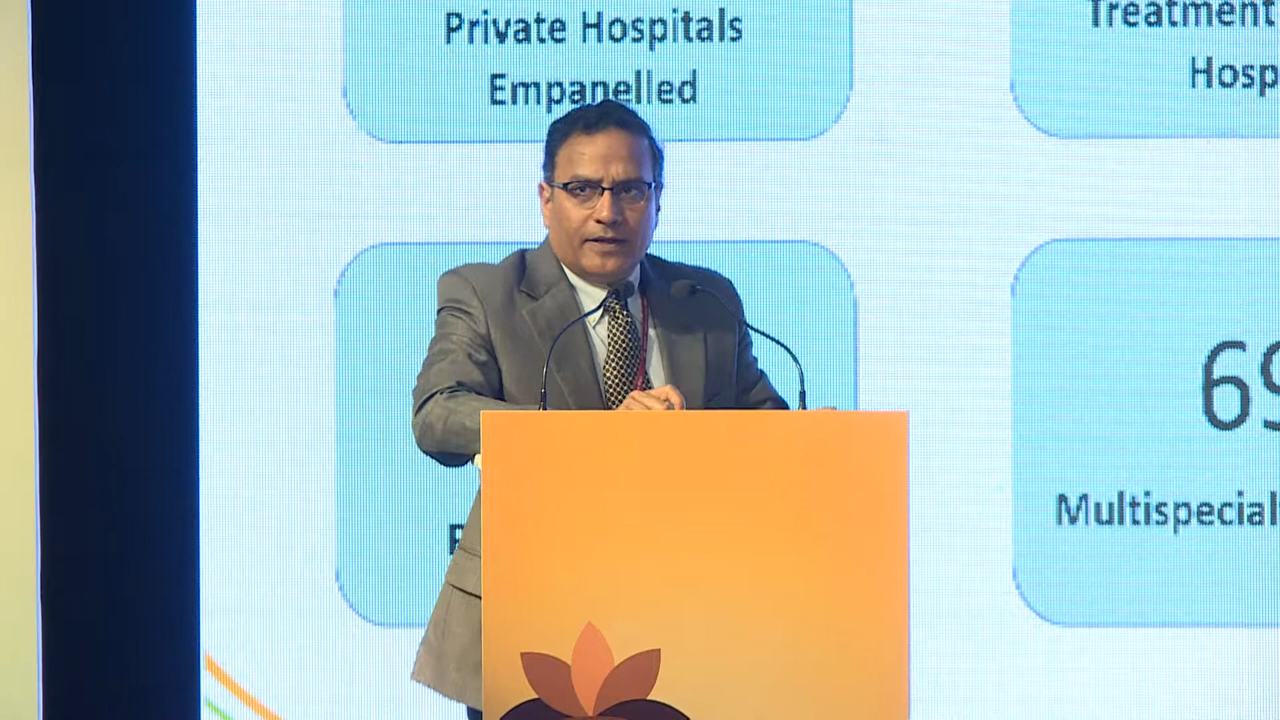 Private Hospitals
Empanelled
Treatment
Hosp
69
Multispecial